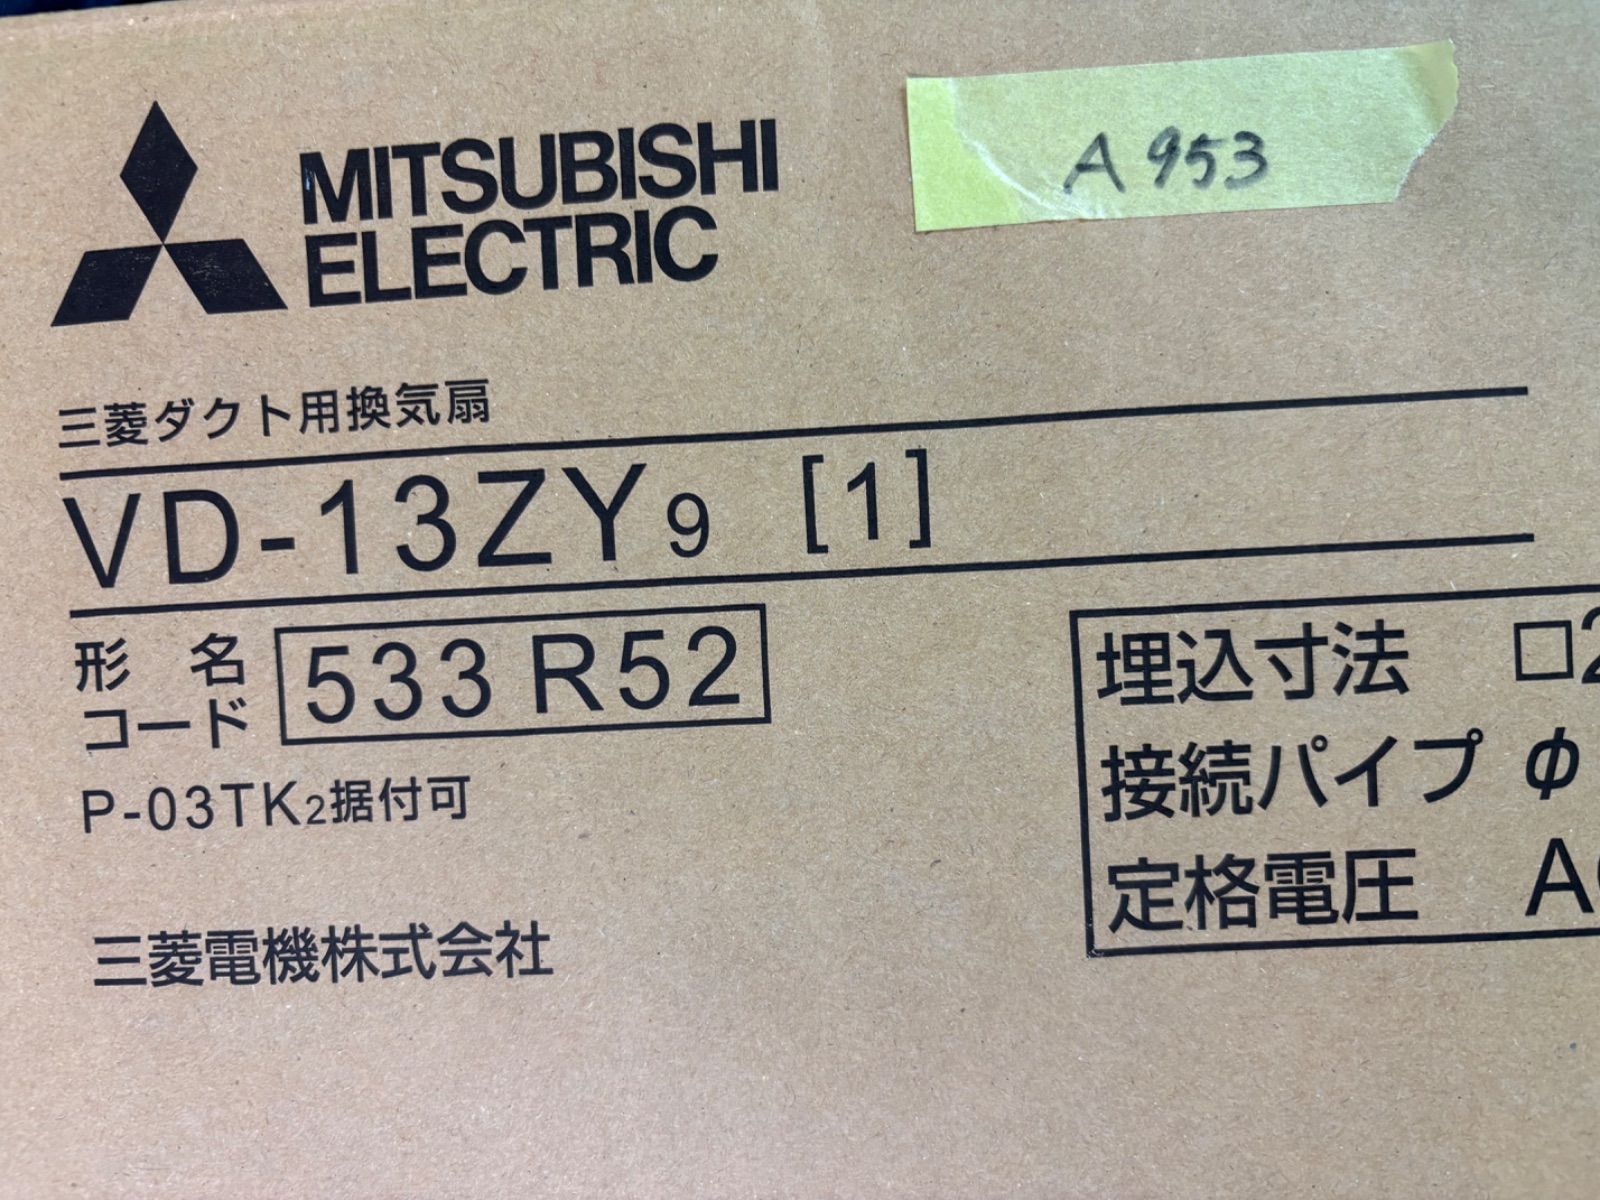 MITSUBISHI
ELECTRIC
A953
三菱ダクト用換気扇
VD-13ZY9 [1]
形名
コード
533R52
P-03TK2据付可
三菱電機株式会社
埋込寸法 □2
接続パイプ φ
定格電圧 A